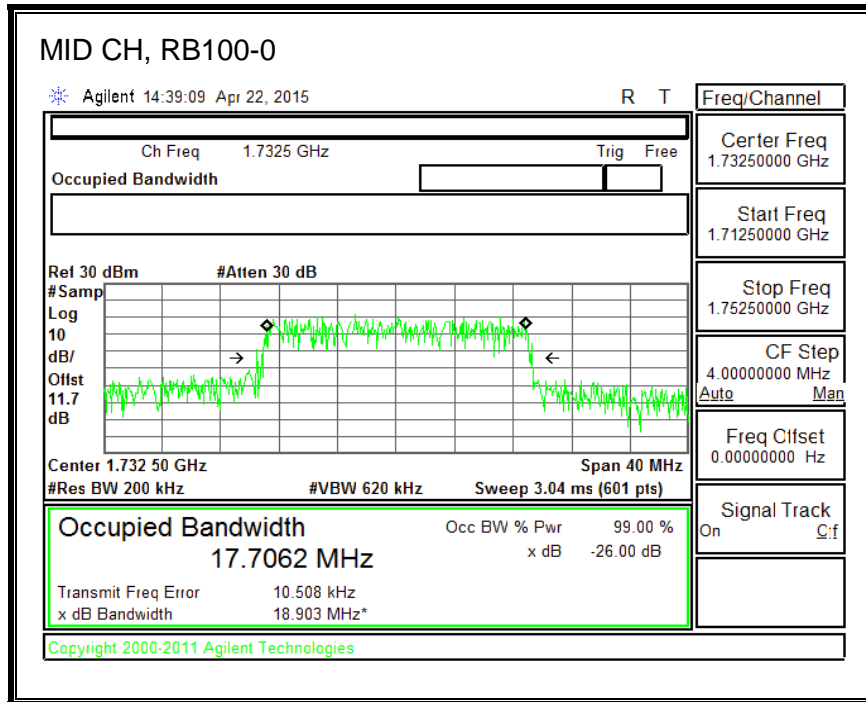 MID CH, RB100-0
Agilent 14:39:09 Apr 22, 2015 R T
Freq/Channel
Ch Freq 1.7325 GHz Trig Free
Occupied Bandwidth
Center Freq
1.73250000 GHz
Start Freq
1.71250000 GHz
Stop Freq
1.75250000 GHz
CF Step
4.00000000 MHz
Auto Man
Freq Offset
0.00000000 Hz
Signal Track
On Off
Ref 30 dBm #Atten 30 dB
#Samp
Log
10
dB/
Offst
11.7
dB
Center 1.732 50 GHz Span 40 MHz
#Res BW 200 kHz #VBW 620 kHz Sweep 3.04 ms (601 pts)
Occupied Bandwidth
17.7062 MHz
Occ BW % Pwr 99.00 %
x dB -26.00 dB
Transmit Freq Error 10.508 kHz
x dB Bandwidth 18.903 MHz*
Copyright 2000-2011 Agilent Technologies